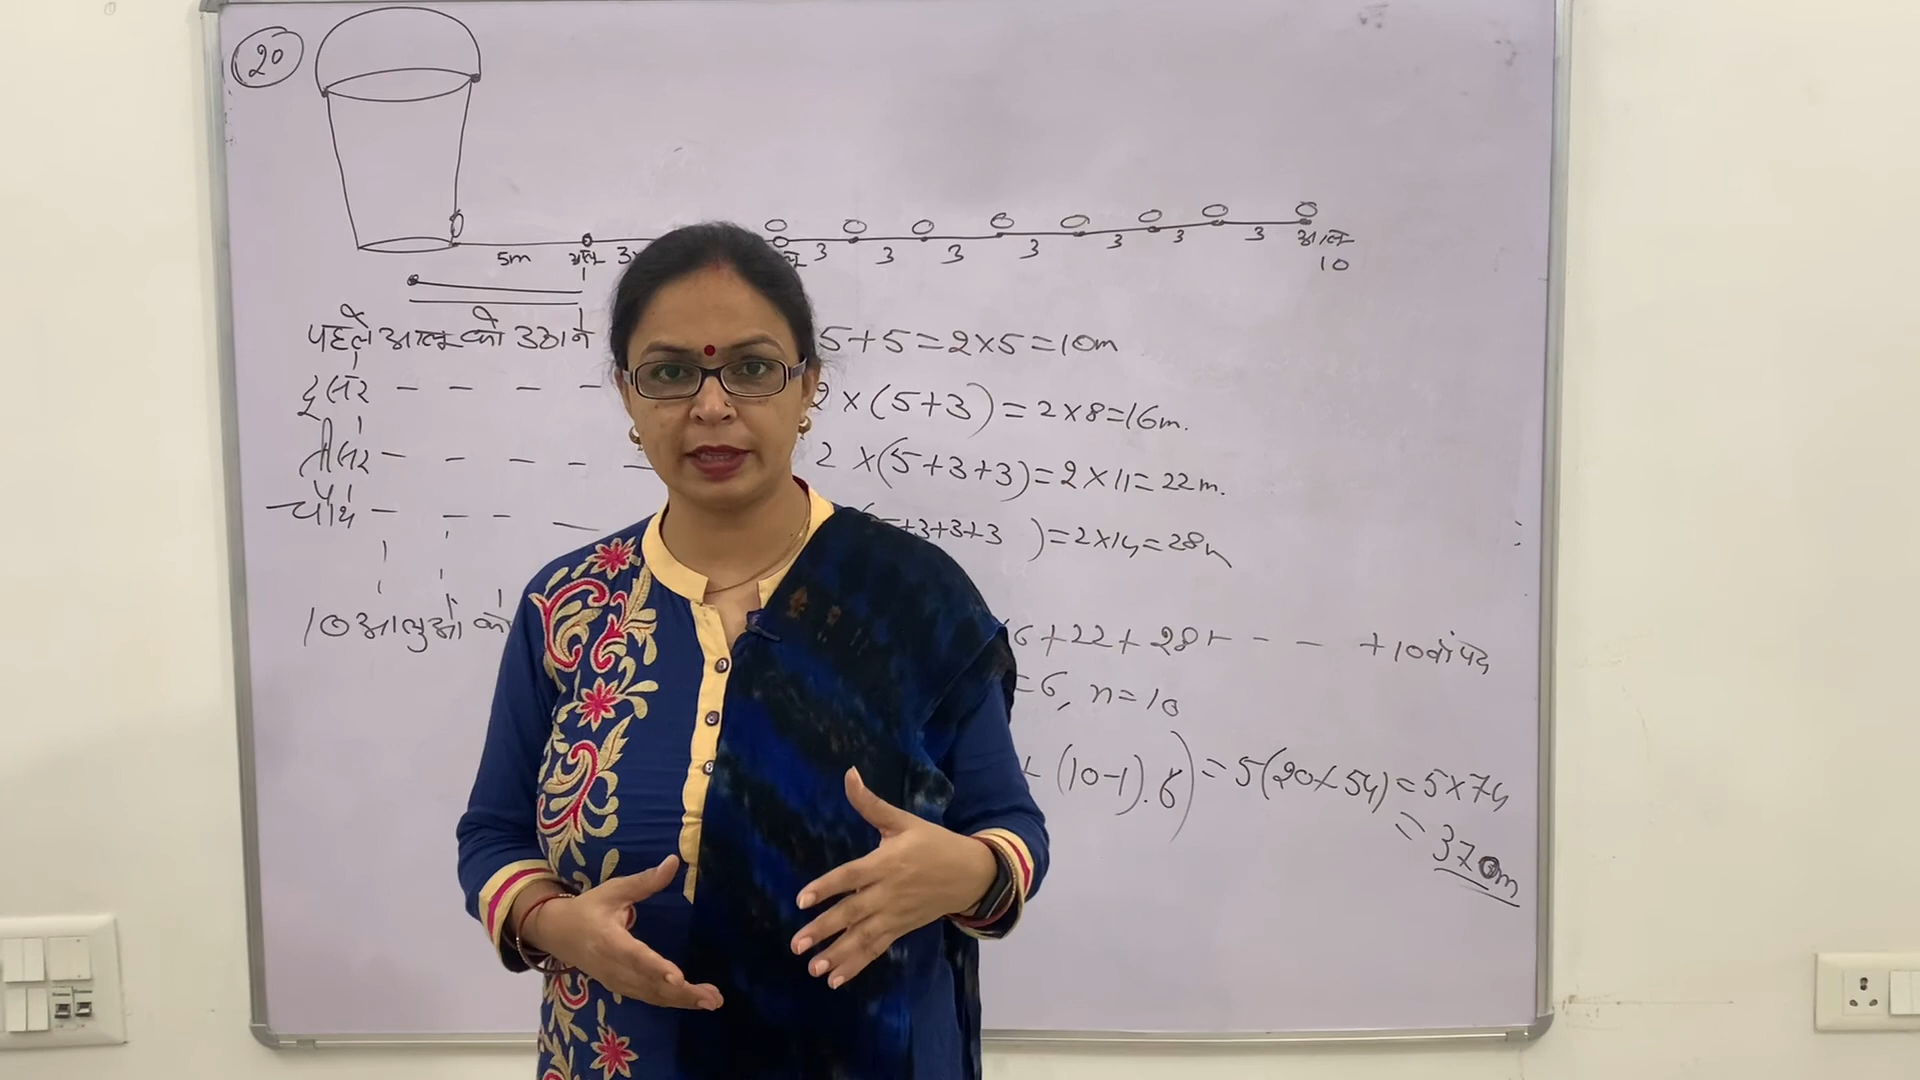 20
5m आलू 3 3 3 3 3 3 3 3 आलू
1 10
पहले आलू को उठाने 5+5=2×5=10m
दूसरे - - - - 2×(5+3)=2×8=16m.
तीसरे - - - - - 2×(5+3+3)=2×11=22m.
चौथे - - - - +3+3+3)=2×14=28m
10 आलुओं को 6+22+28+ - - +10वां पद
=6, n=10
+(10-1).6)=5(20+54)=5×74
=370m